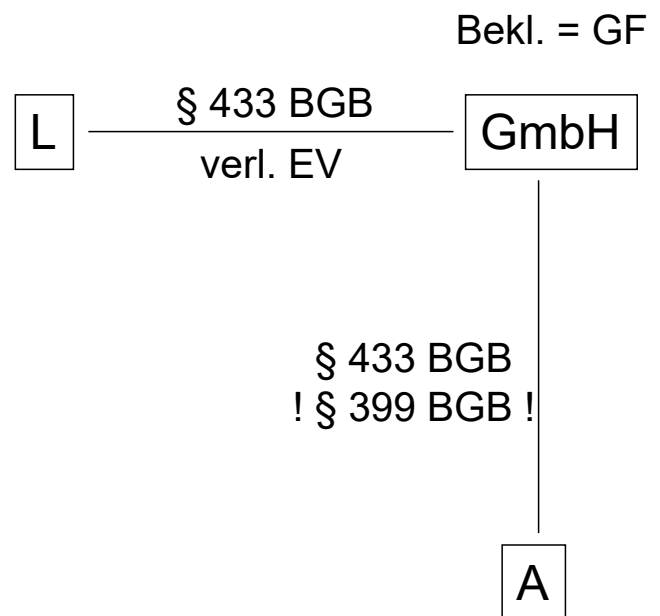 Bekl. = GF
§ 433 BGB
L
GmbH
verl. EV
§ 433 BGB
! § 399 BGB !
A